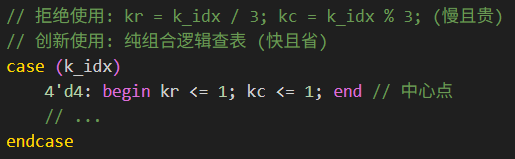 // 拒绝使用: kr = k_idx / 3; kc = k_idx % 3; (慢且贵)
// 创新使用: 纯组合逻辑查表 (快且省)
case (k_idx)
    4'd4: begin kr <= 1; kc <= 1; end // 中心点
    // ...
endcase